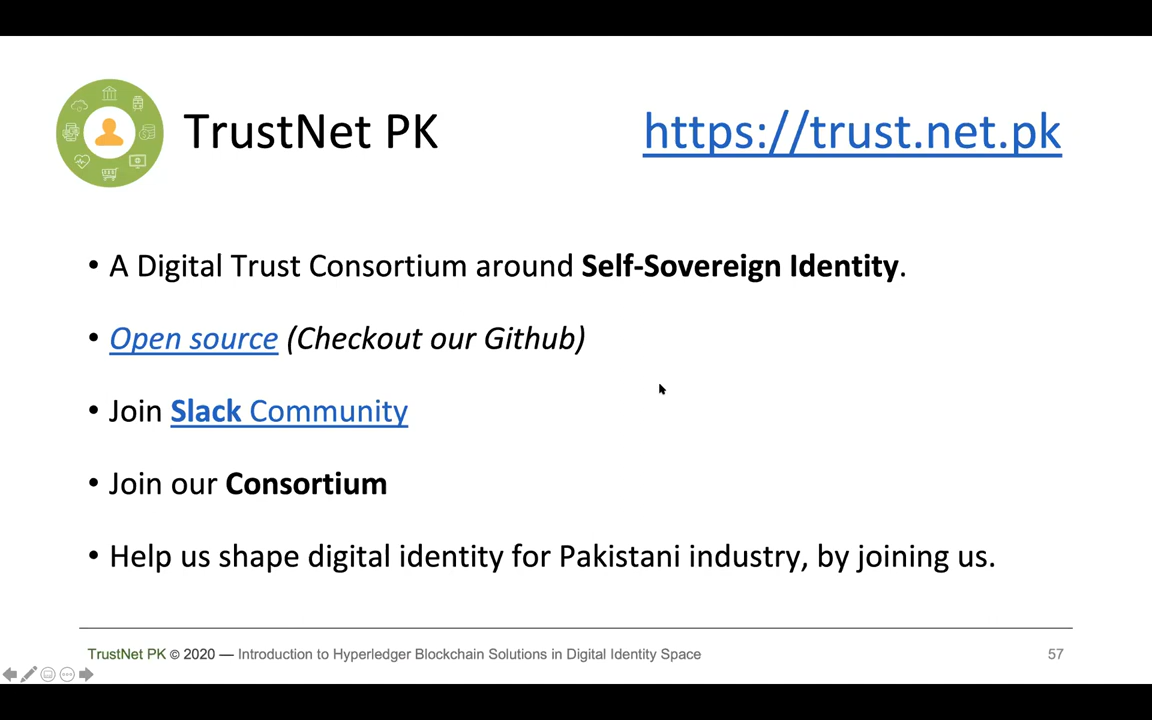 TrustNet PK
https://trust.net.pk
• A Digital Trust Consortium around Self-Sovereign Identity.
• Open source (Checkout our Github)
• Join Slack Community
• Join our Consortium
• Help us shape digital identity for Pakistani industry, by joining us.
TrustNet PK © 2020 — Introduction to Hyperledger Blockchain Solutions in Digital Identity Space
57